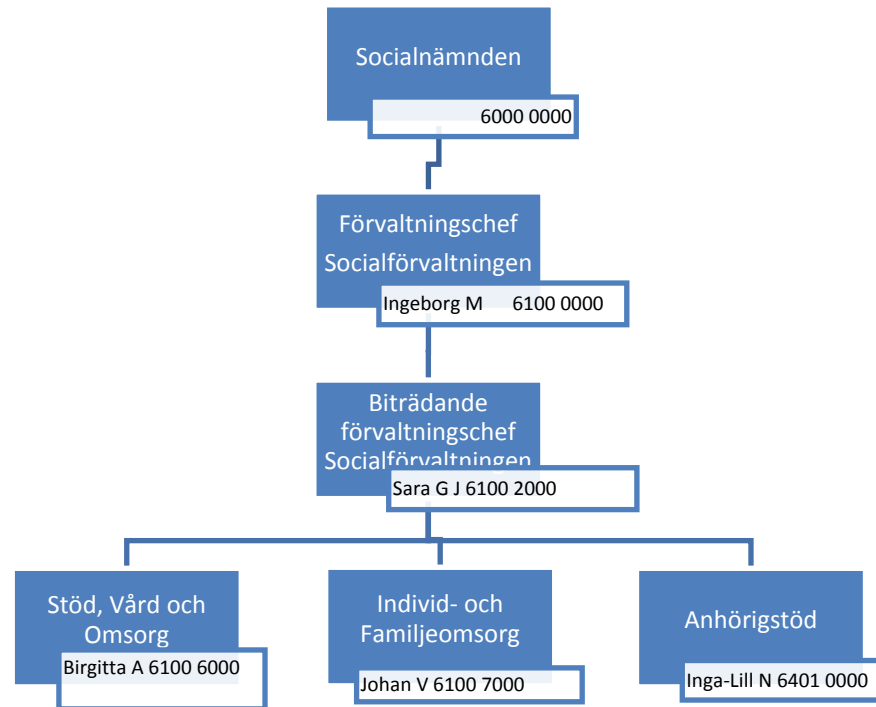 Socialnämnden
6000 0000
Förvaltningschef
Socialförvaltningen
Ingeborg M 6100 0000
Biträdande
förvaltningschef
Socialförvaltningen
Sara G J 6100 2000
Stöd, Vård och
Omsorg
Birgitta A 6100 6000
Individ- och
Familjeomsorg
Johan V 6100 7000
Anhörigstöd
Inga-Lill N 6401 0000